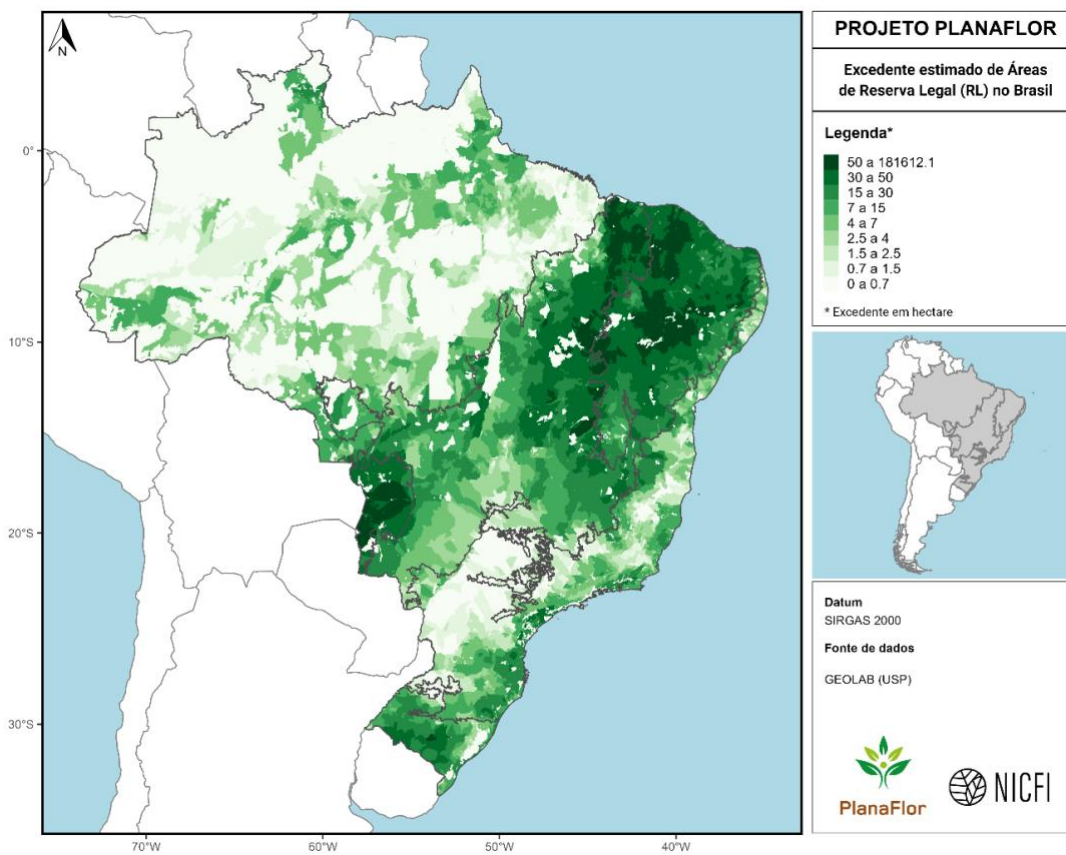 N
0°
10°S
20°S
30°S
70°W
60°W
50°W
40°W
PROJETO PLANAFLOR
Excedente estimado de Áreas
de Reserva Legal (RL) no Brasil
Legenda*
50 a 181612.1
30 a 50
15 a 30
7 a 15
4 a 7
2.5 a 4
1.5 a 2.5
0.7 a 1.5
0 a 0.7
* Excedente em hectare
Datum
SIRGAS 2000
Fonte de dados
GEOLAB (USP)
PlanaFlor
NICFI